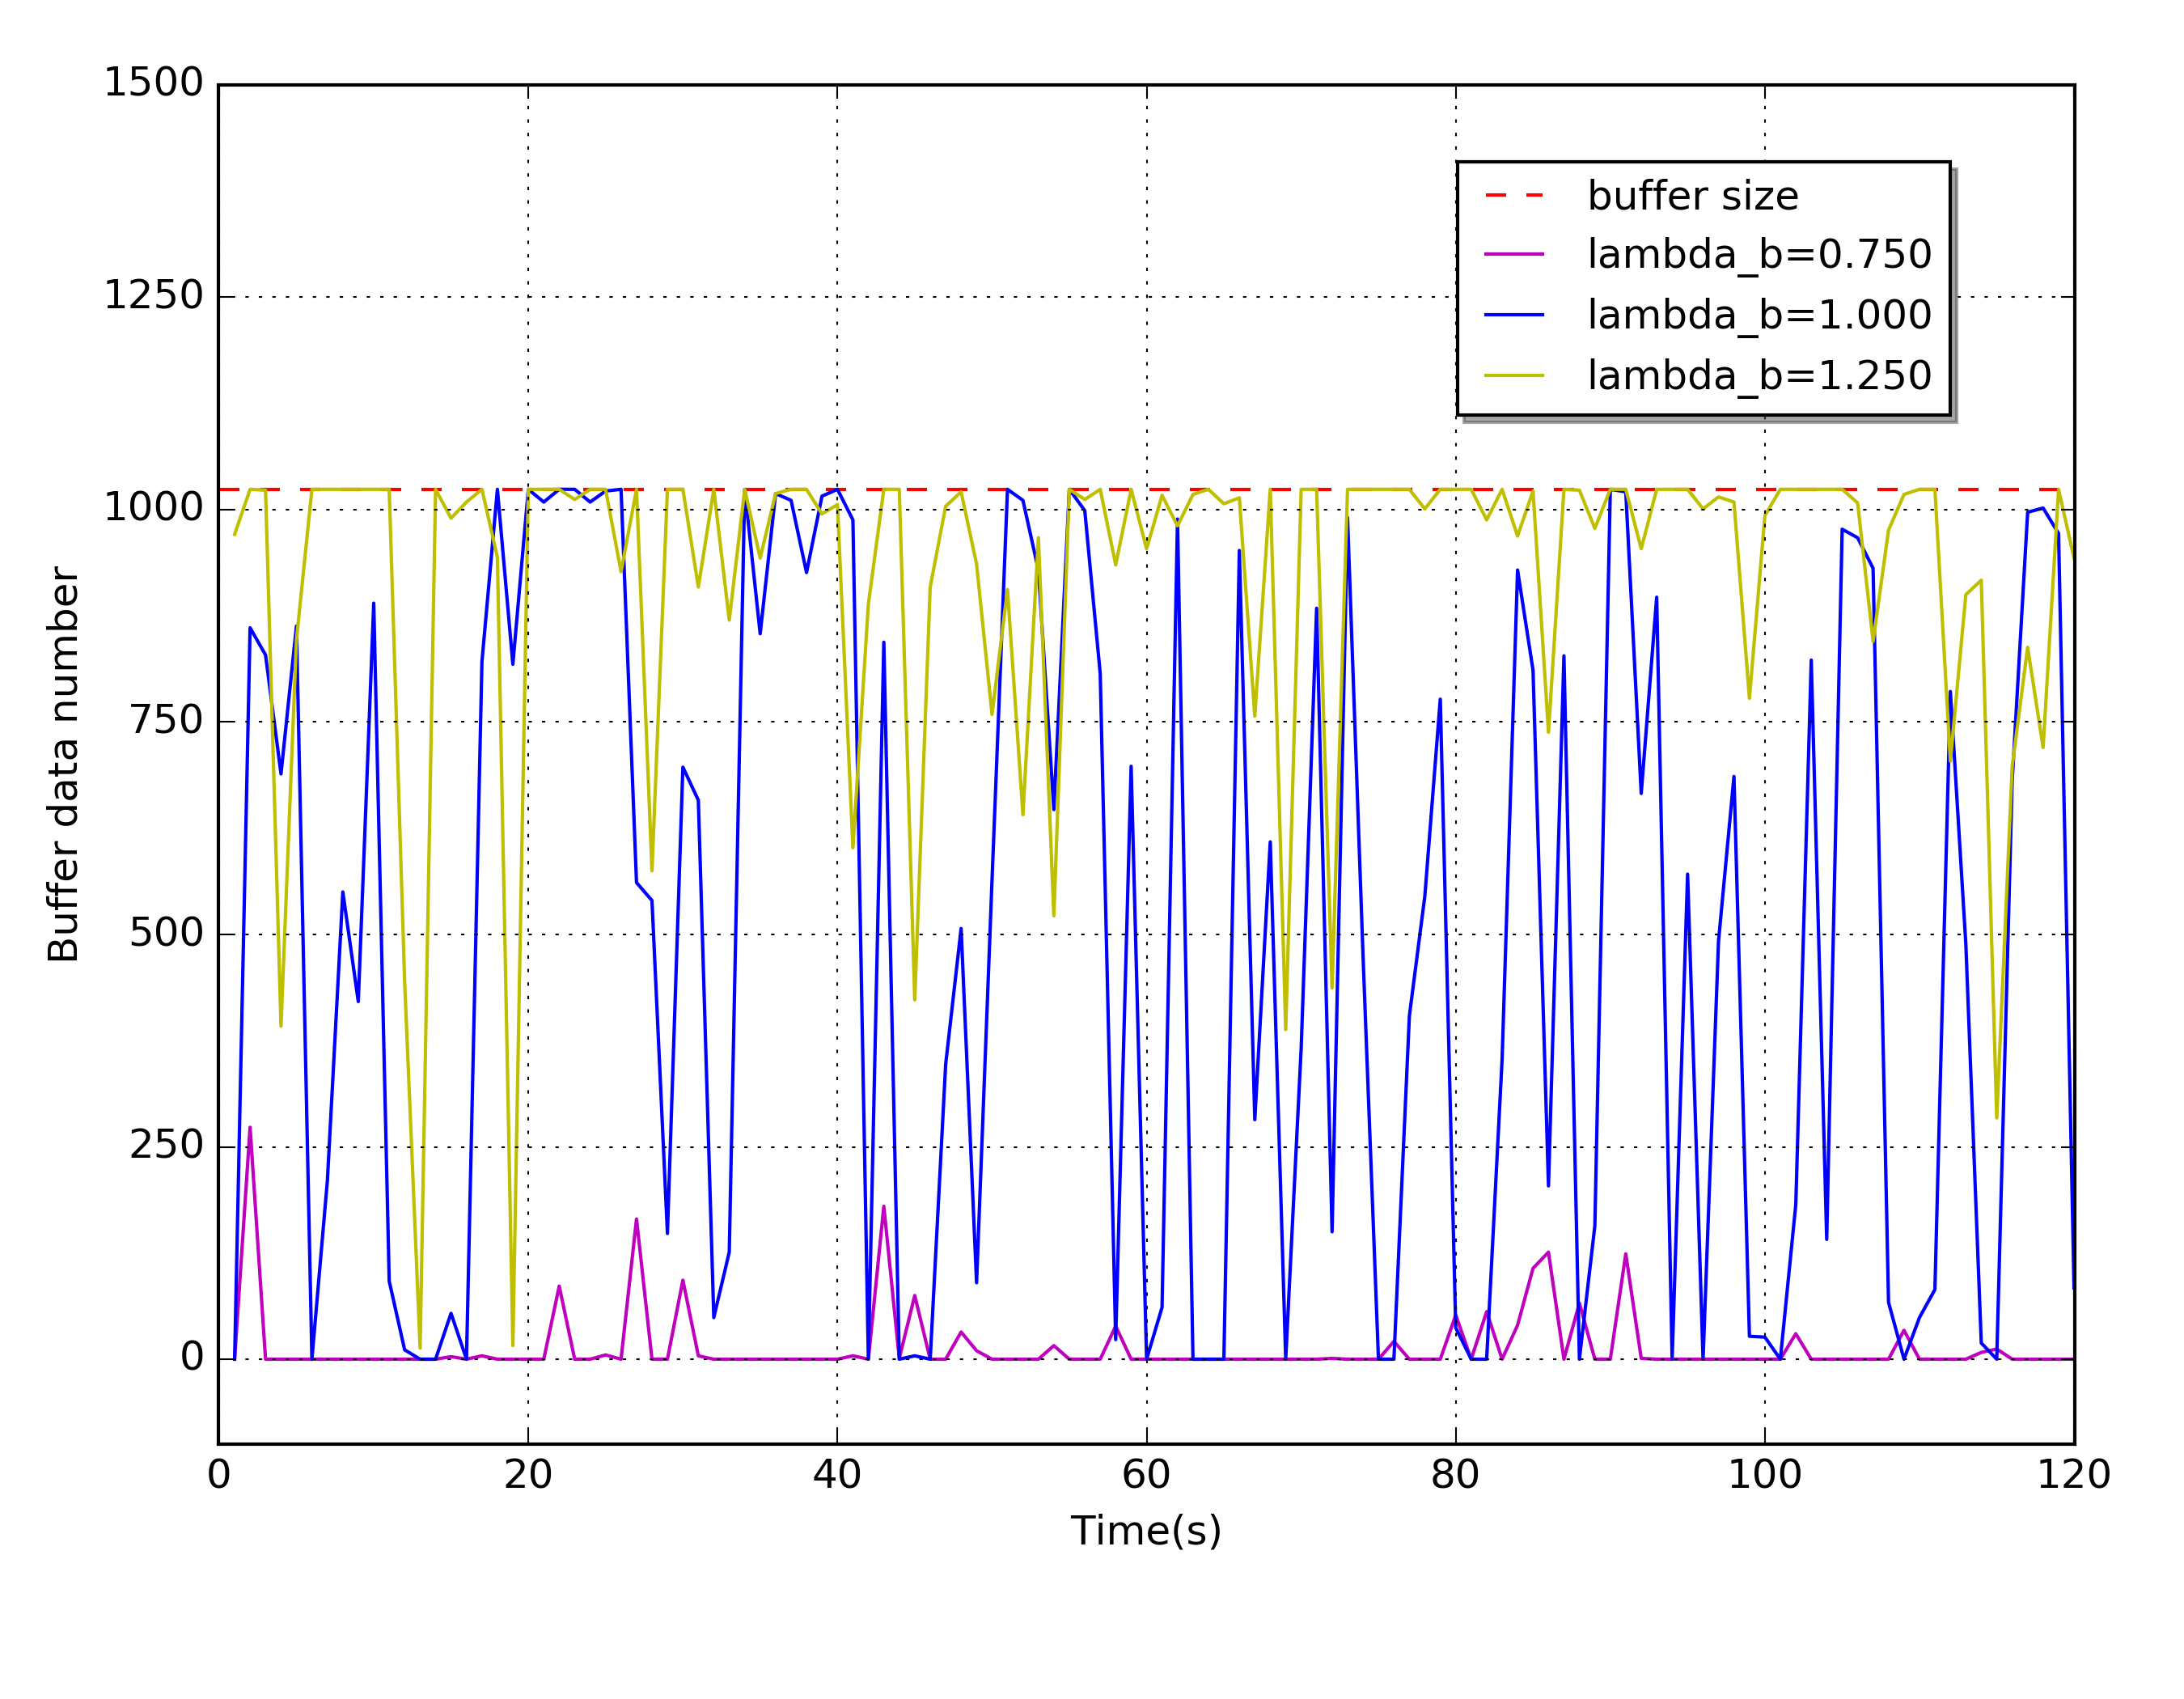 1500
1250
1000
750
500
250
0
Buffer data number
buffer size
lambda_b=0.750
lambda_b=1.000
lambda_b=1.250
0 20 40 60 80 100 120
Time(s)